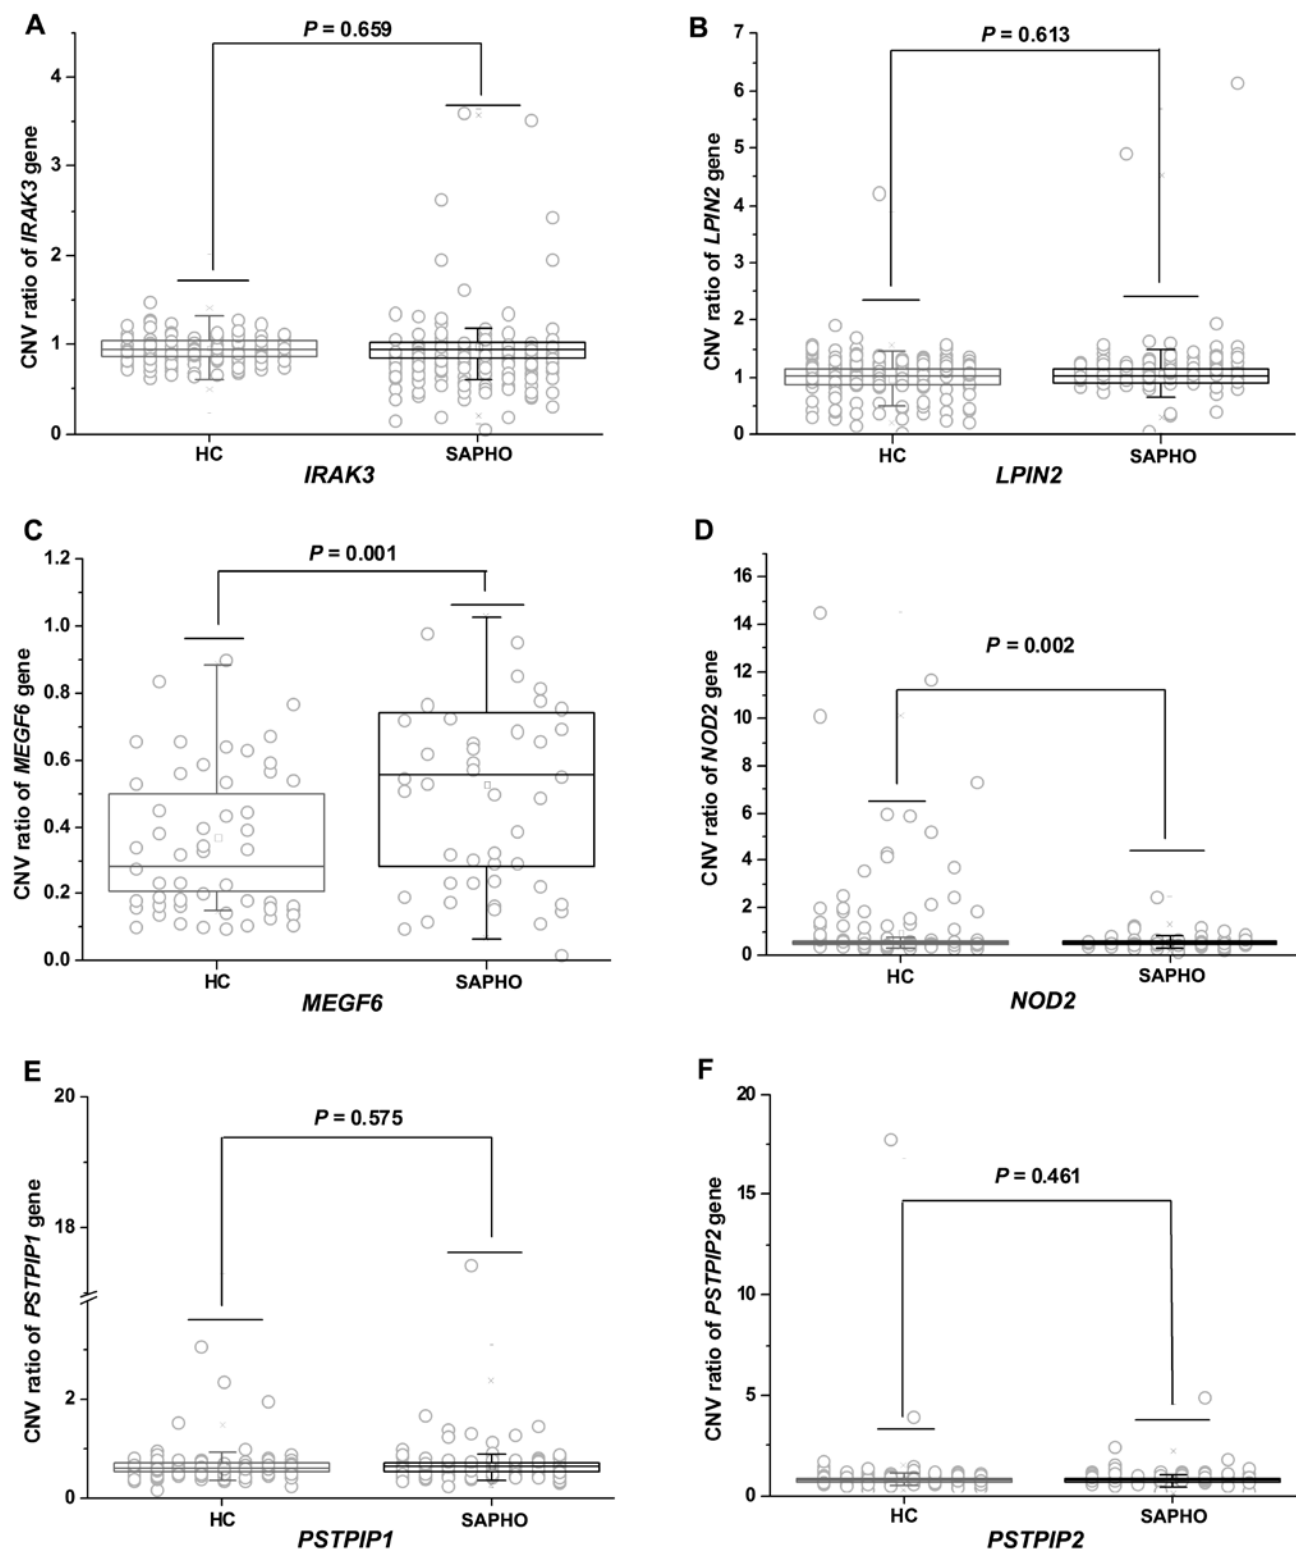 A
P = 0.659
CNV ratio of IRAK3 gene
4
3
2
1
0
HC
SAPHO
IRAK3
B
P = 0.613
CNV ratio of LPIN2 gene
7
6
5
4
3
2
1
0
HC
SAPHO
LPIN2
C
P = 0.001
CNV ratio of MEGF6 gene
1.2
1.0
0.8
0.6
0.4
0.2
0.0
HC
SAPHO
MEGF6
D
P = 0.002
CNV ratio of NOD2 gene
16
14
12
10
8
6
4
2
0
HC
SAPHO
NOD2
E
P = 0.575
CNV ratio of PSTPIP1 gene
20
18
2
0
HC
SAPHO
PSTPIP1
F
P = 0.461
CNV ratio of PSTPIP2 gene
20
15
10
5
0
HC
SAPHO
PSTPIP2